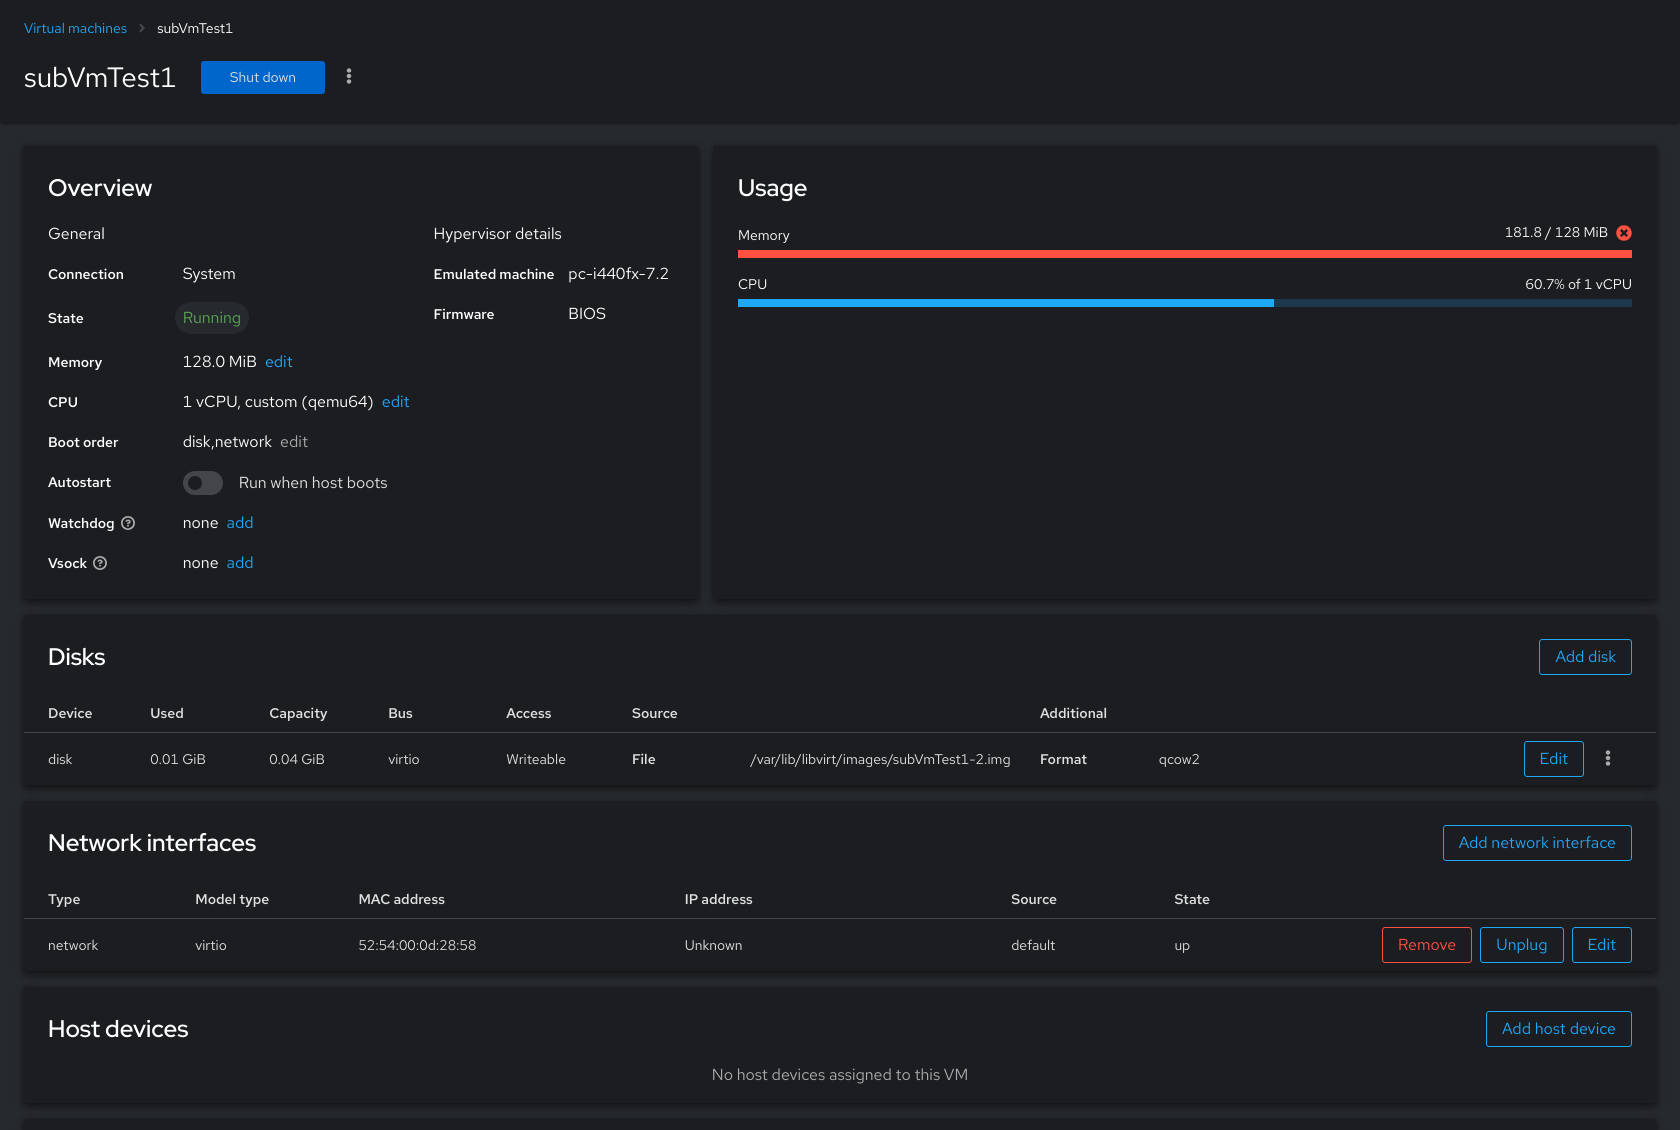 Virtual machines > subVmTest1
subVmTest1 Shut down
Overview
General
Connection System
State Running
Memory 128.0 MiB edit
CPU 1 vCPU, custom (qemu64) edit
Boot order disk,network edit
Autostart Run when host boots
Watchdog none add
Vsock none add
Hypervisor details
Emulated machine pc-i440fx-7.2
Firmware BIOS
Usage
Memory 181.8 / 128 MiB
CPU 60.7% of 1 vCPU
Disks Add disk
Device Used Capacity Bus Access Source Additional
disk 0.01 GiB 0.04 GiB virtio Writeable File /var/lib/libvirt/images/subVmTest1-2.img Format qcow2 Edit
Network interfaces Add network interface
Type Model type MAC address IP address Source State
network virtio 52:54:00:0d:28:58 Unknown default up Remove Unplug Edit
Host devices Add host device
No host devices assigned to this VM